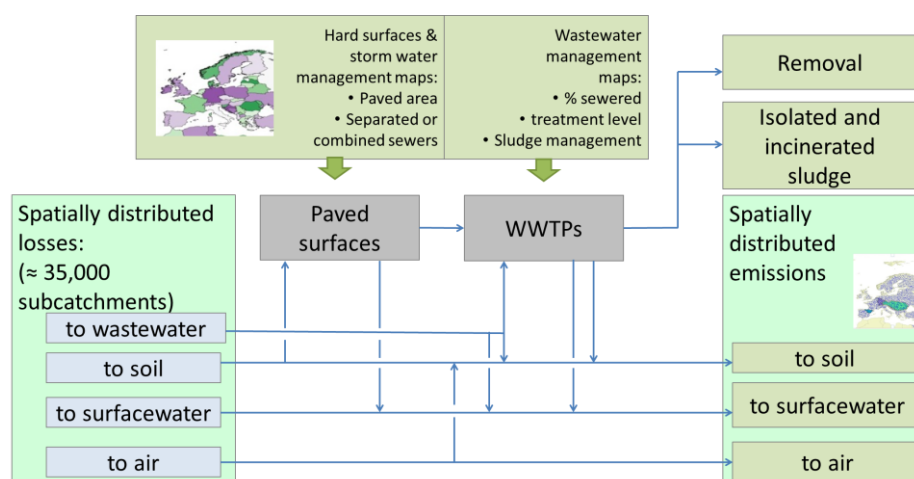 Hard surfaces &
storm water
management maps:
• Paved area
• Separated or
combined sewers
Wastewater
management
maps:
• % sewered
• treatment level
• Sludge management
Removal
Isolated and
incinerated
sludge
Spatially distributed
losses:
(≈ 35,000
subcatchments)
Paved
surfaces
WWTPs
Spatially
distributed
emissions
to wastewater
to soil
to surfacewater
to air
to soil
to surfacewater
to air